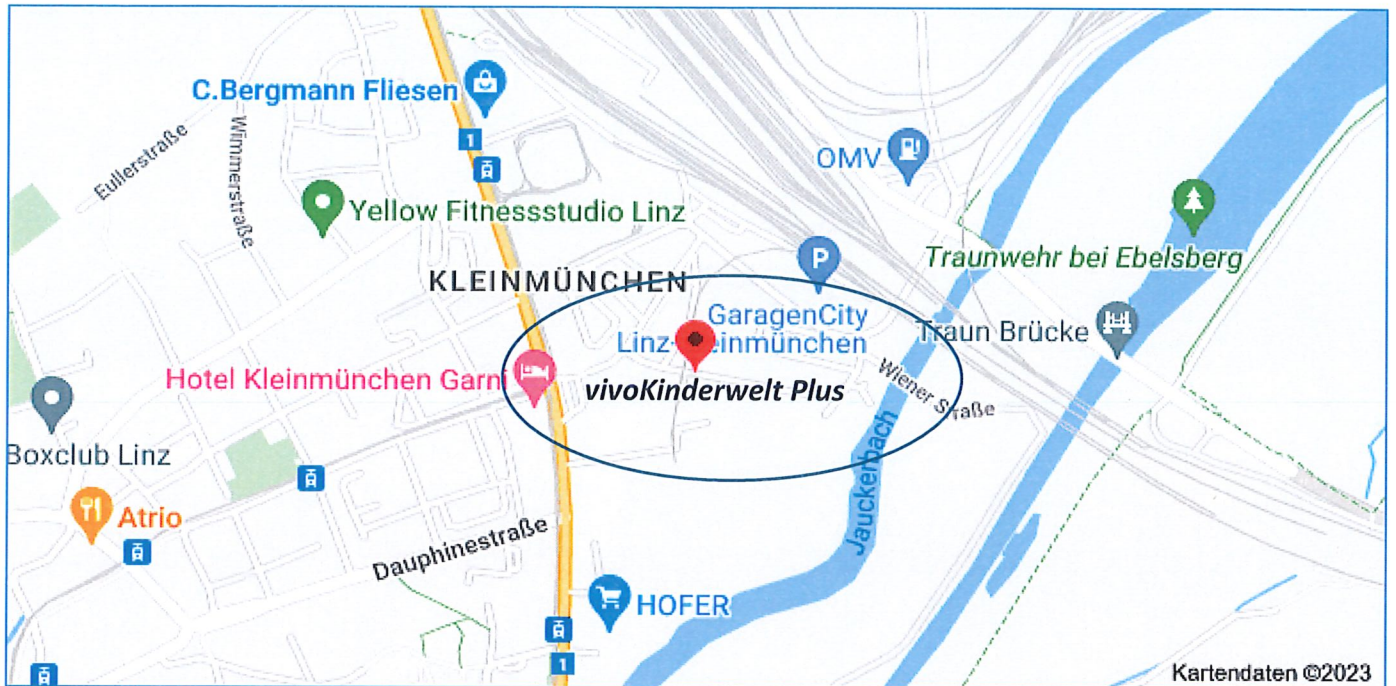 C.Bergmann Fliesen
1
Eullerstraße
Wimmerstraße
OMV
Yellow Fitnessstudio Linz
Traunwehr bei Ebelsberg
KLEINMÜNCHEN
P
GaragenCity
Linz-Kleinmünchen
Traun Brücke
Hotel Kleinmünchen Garni
vivoKinderwelt Plus
Wiener Straße
Boxclub Linz
Jauckerbach
Atrio
Dauphinestraße
HOFER
1
Kartendaten ©2023